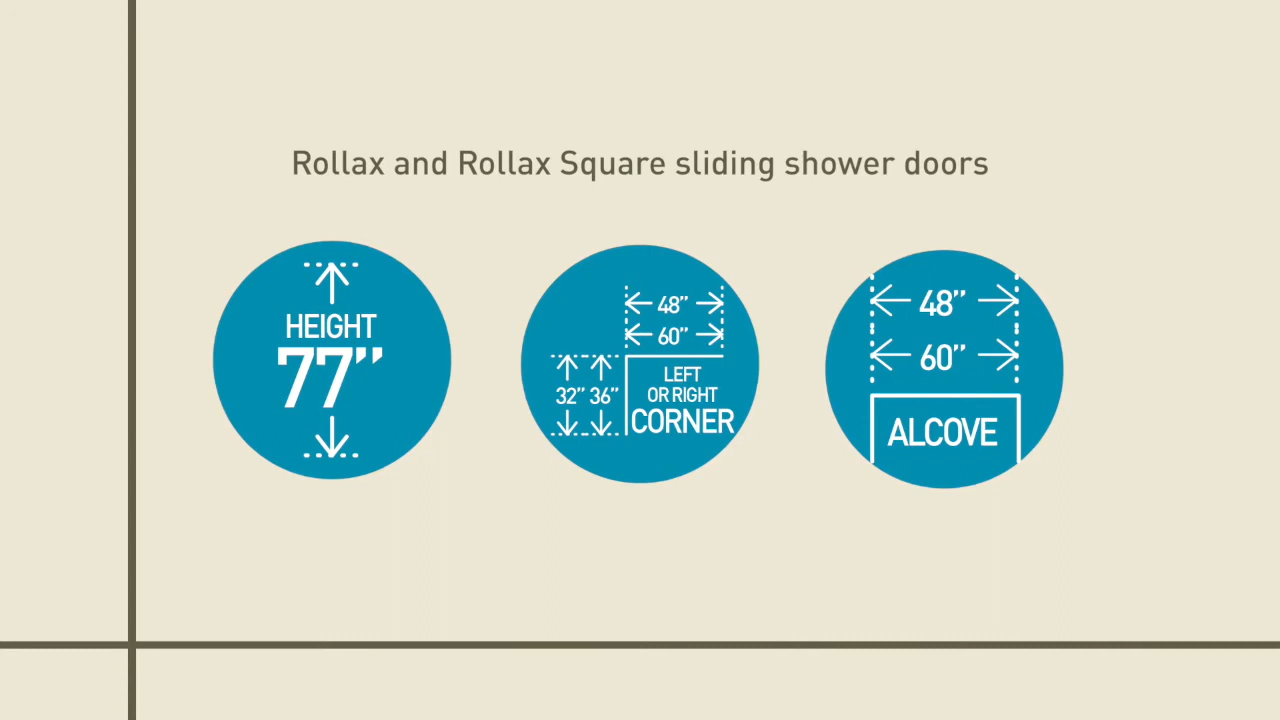 Rollax and Rollax Square sliding shower doors
HEIGHT
77”
48”
60”
32” 36”
LEFT
OR RIGHT
CORNER
48”
60”
ALCOVE